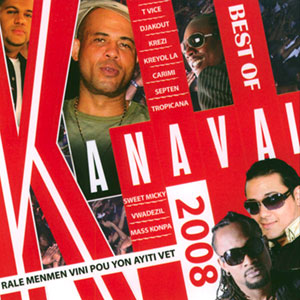 T VICE
DJAKOUT
KREZI
KREYOL LA
CARIMI
SEPTEN
TROPICANA
BEST OF
KANAVAL
SWEET MICKY
VWADEZIL
MASS KONPA
2008
RALE MENMEN VINI POU YON AYITI VET